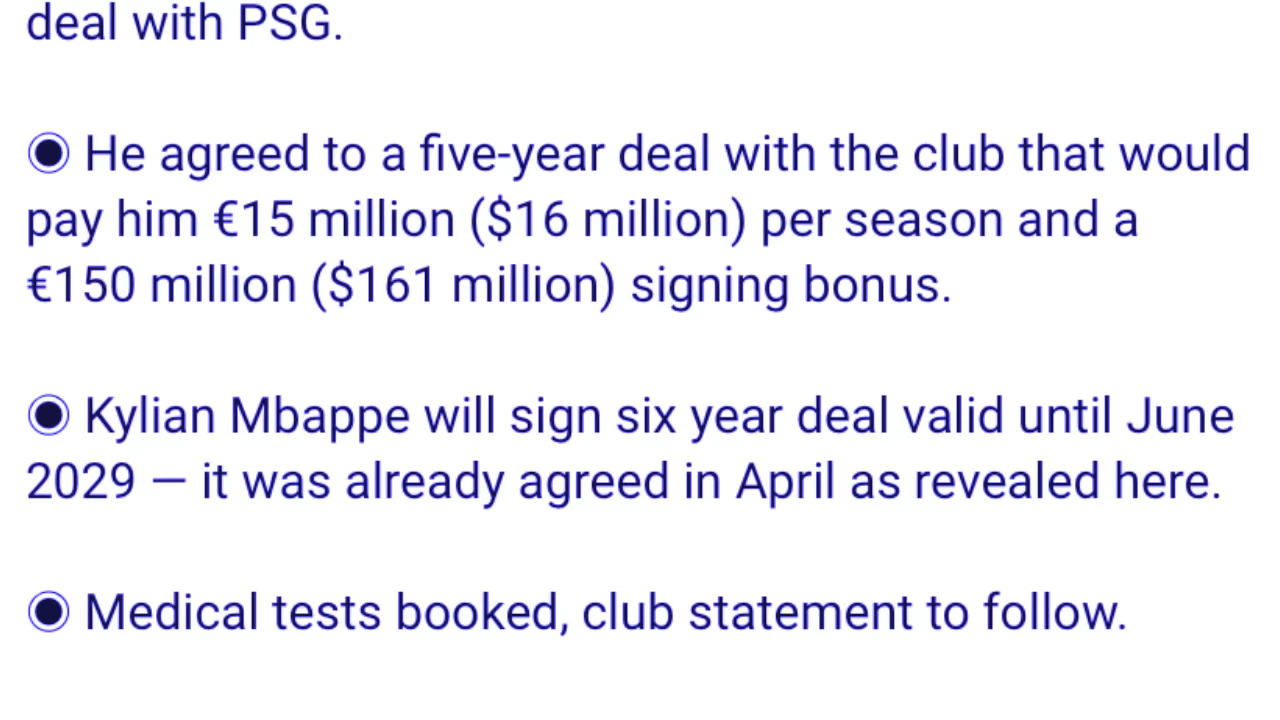 deal with PSG.
◉ He agreed to a five-year deal with the club that would
pay him €15 million ($16 million) per season and a
€150 million ($161 million) signing bonus.
◉ Kylian Mbappe will sign six year deal valid until June
2029 — it was already agreed in April as revealed here.
◉ Medical tests booked, club statement to follow.